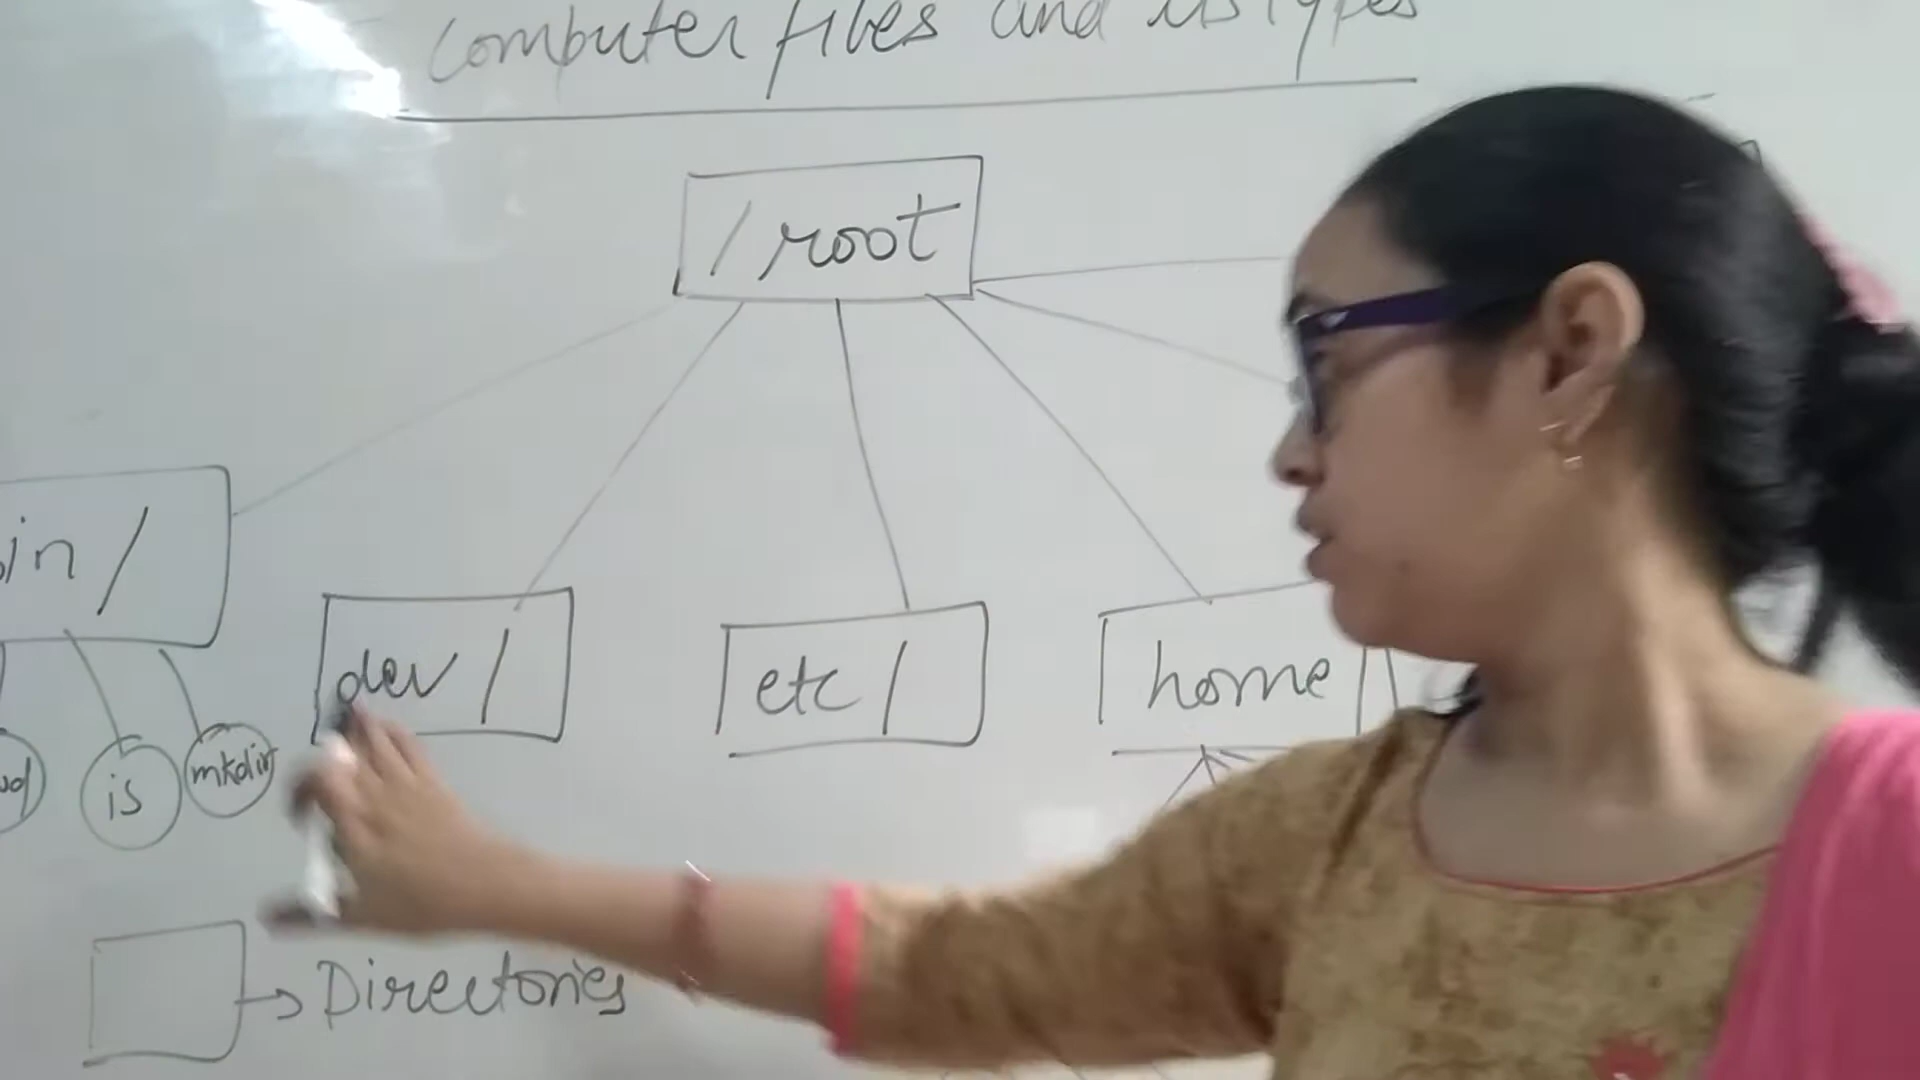 computer files and its types
/ root
in /
dev /
etc /
home /
is
mkdir
→ Directories